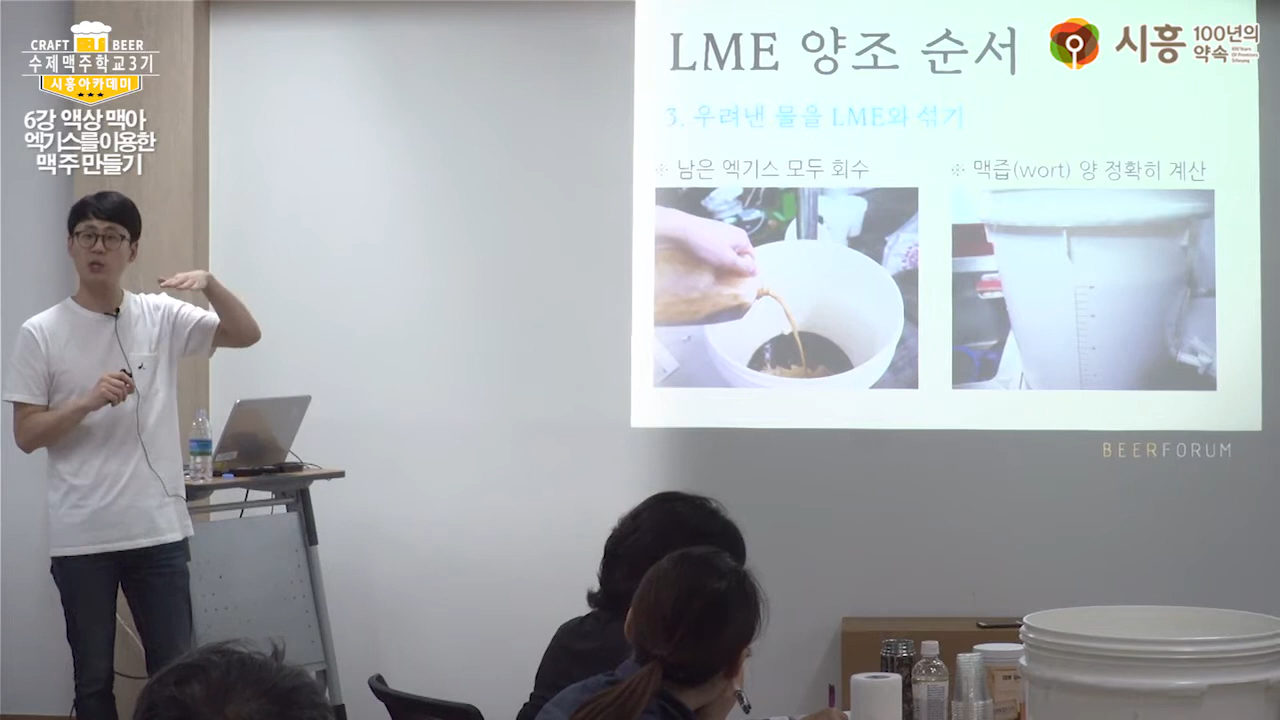 CRAFT BEER
수제맥주학교3기
시흥아카데미
6강 액상 맥아
엑기스를이용한
맥주 만들기
LME 양조 순서
시흥 100년의
약속
3. 우려낸 물을 LME와 섞기
※ 남은 엑기스 모두 회수
※ 맥즙(wort) 양 정확히 계산
BEERFORUM